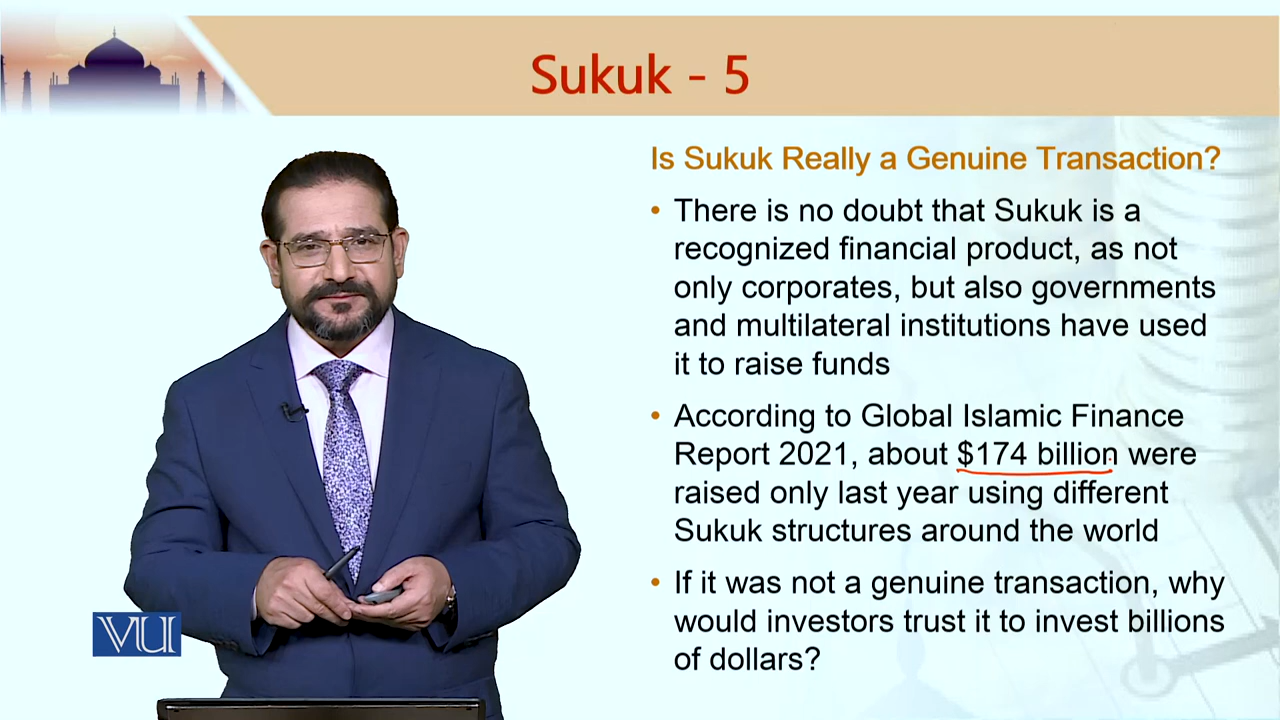 Sukuk - 5
Is Sukuk Really a Genuine Transaction?
• There is no doubt that Sukuk is a
recognized financial product, as not
only corporates, but also governments
and multilateral institutions have used
it to raise funds
• According to Global Islamic Finance
Report 2021, about $174 billion were
raised only last year using different
Sukuk structures around the world
• If it was not a genuine transaction, why
would investors trust it to invest billions
of dollars?
VU